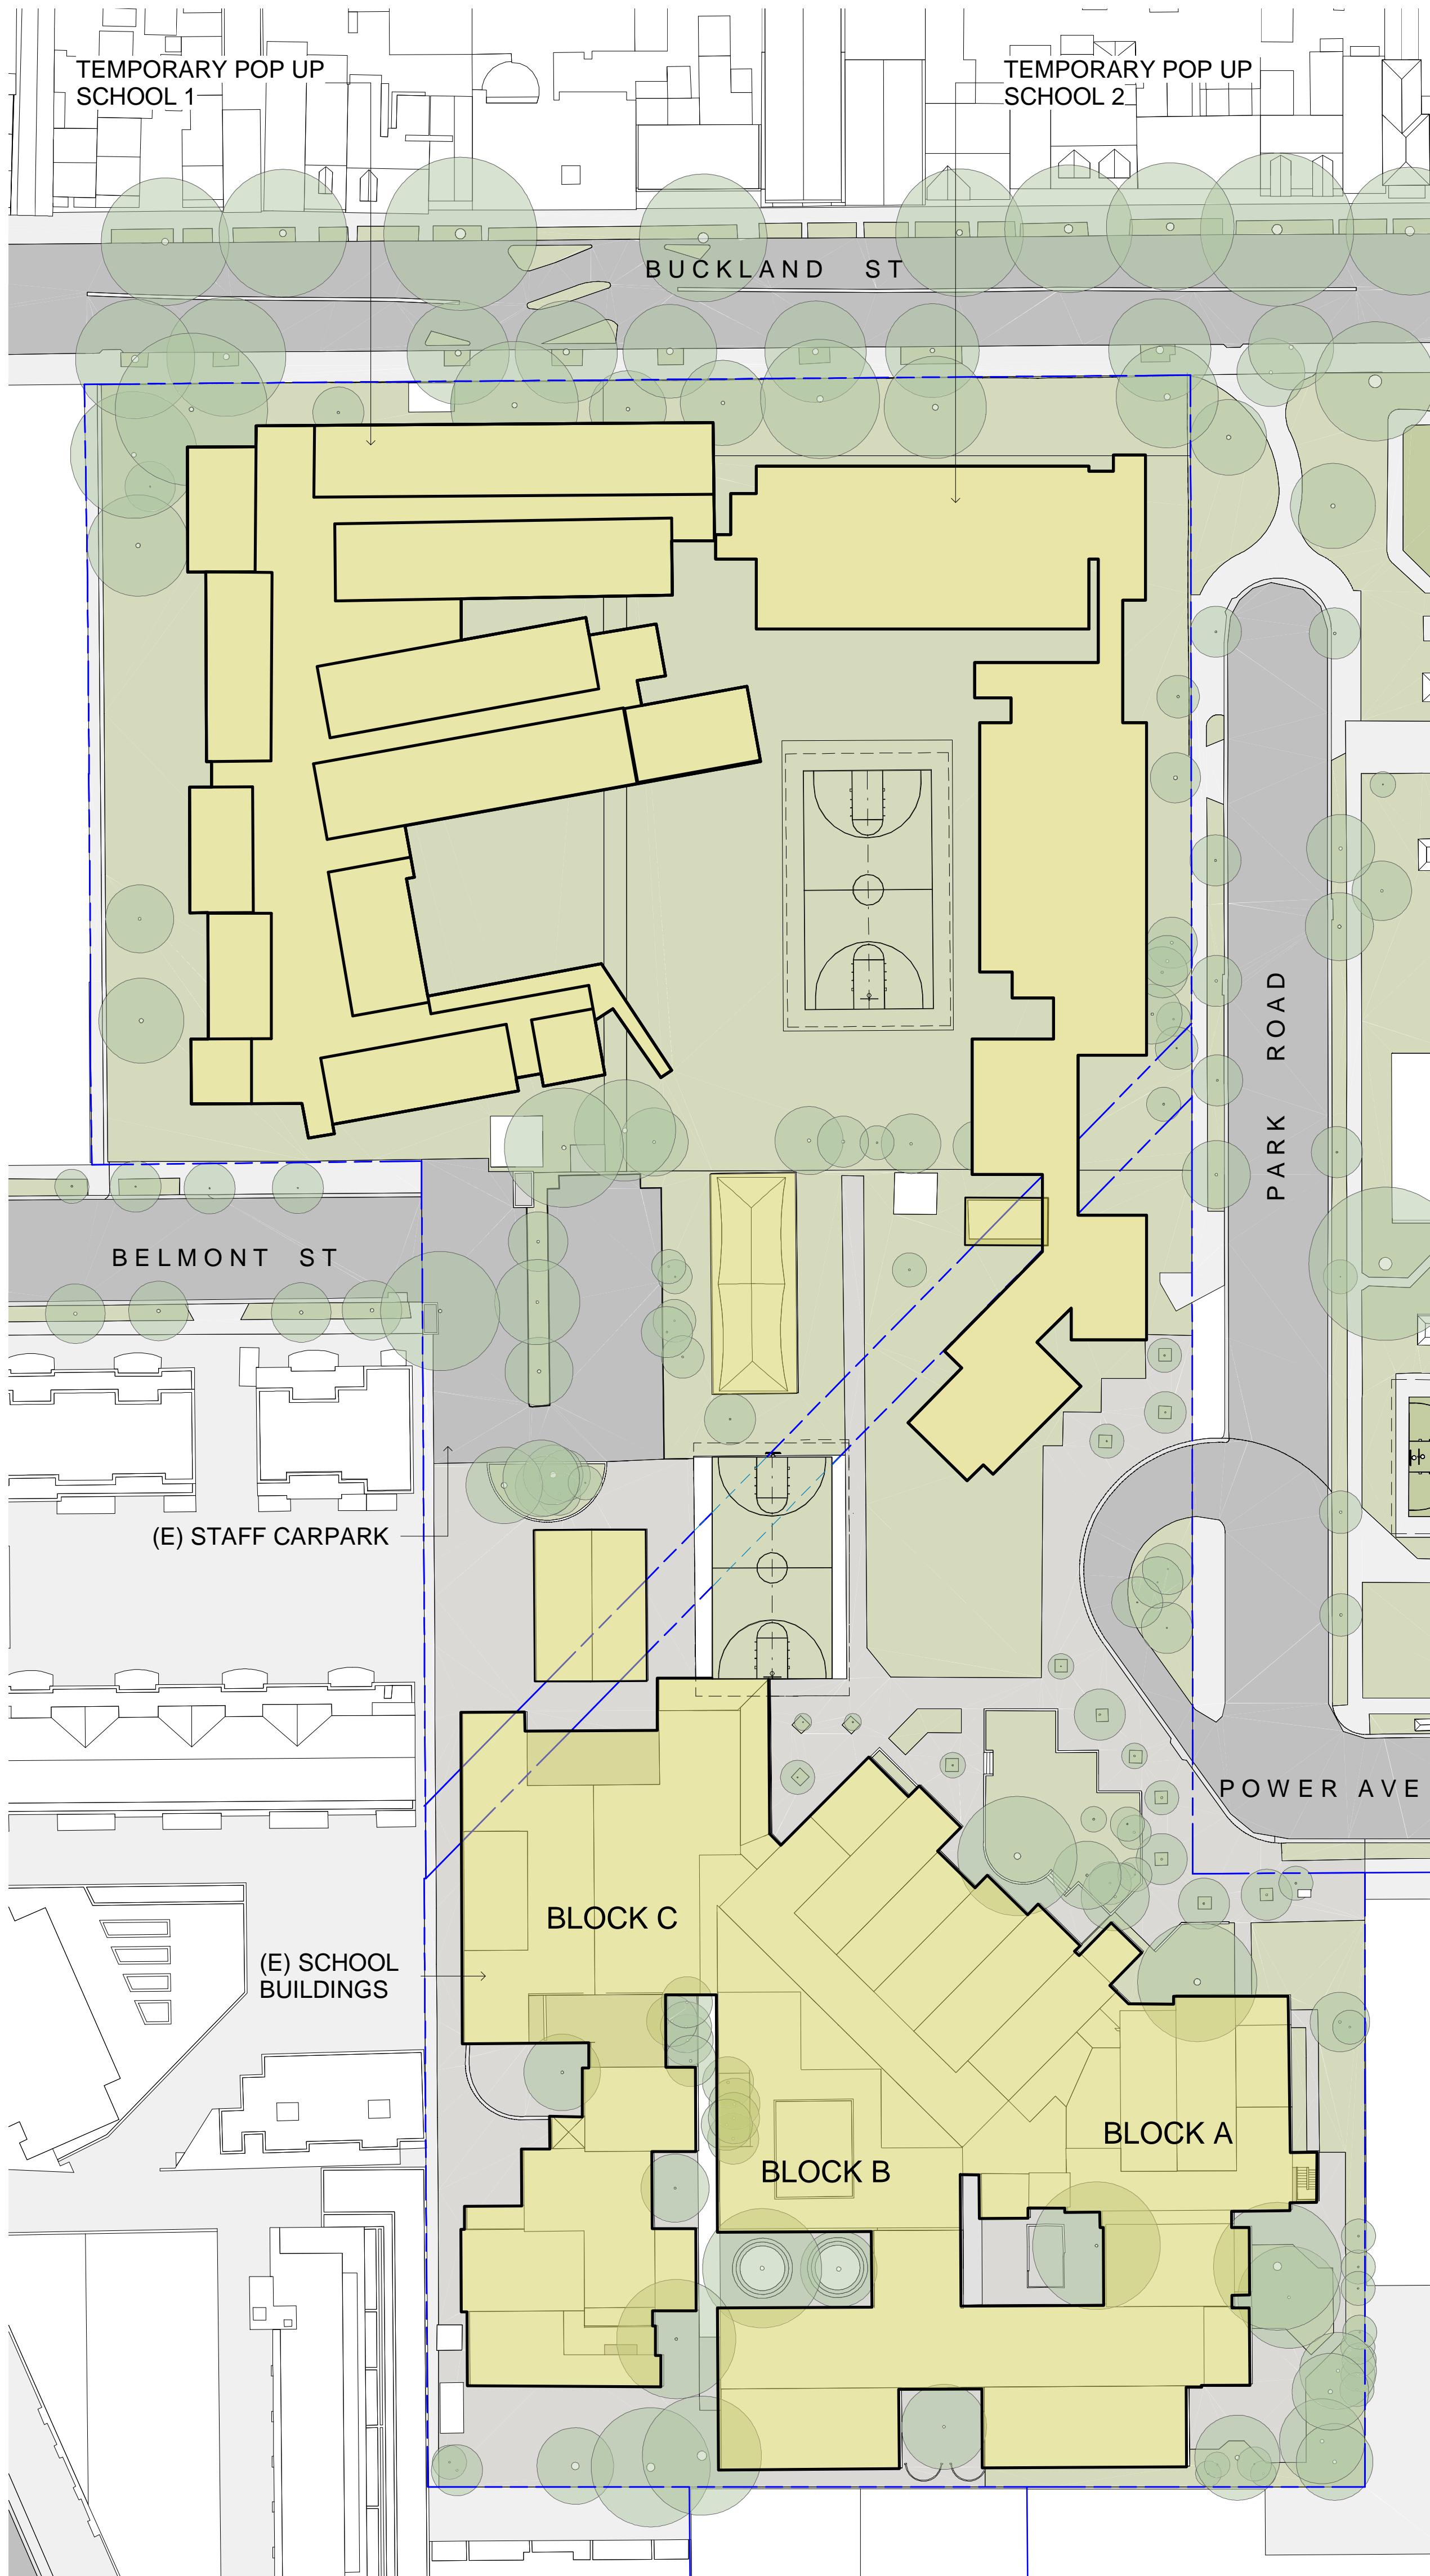 TEMPORARY POP UP
SCHOOL 1
TEMPORARY POP UP
SCHOOL 2
BUCKLAND ST
PARK ROAD
BELMONT ST
(E) STAFF CARPARK
POWER AVE
BLOCK C
(E) SCHOOL
BUILDINGS
BLOCK A
BLOCK B